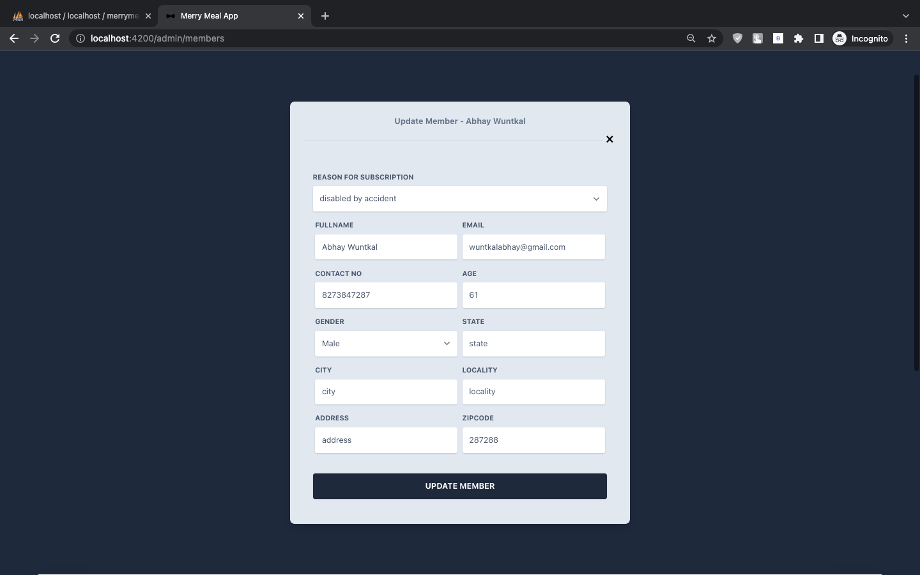 localhost / localhost / merryme
Merry Meal App
localhost:4200/admin/members
Incognito
Update Member - Abhay Wuntkal
REASON FOR SUBSCRIPTION
disabled by accident
FULLNAME EMAIL
Abhay Wuntkal wuntkalabhay@gmail.com
CONTACT NO AGE
8273847287 61
GENDER STATE
Male state
CITY LOCALITY
city locality
ADDRESS ZIPCODE
address 287288
UPDATE MEMBER